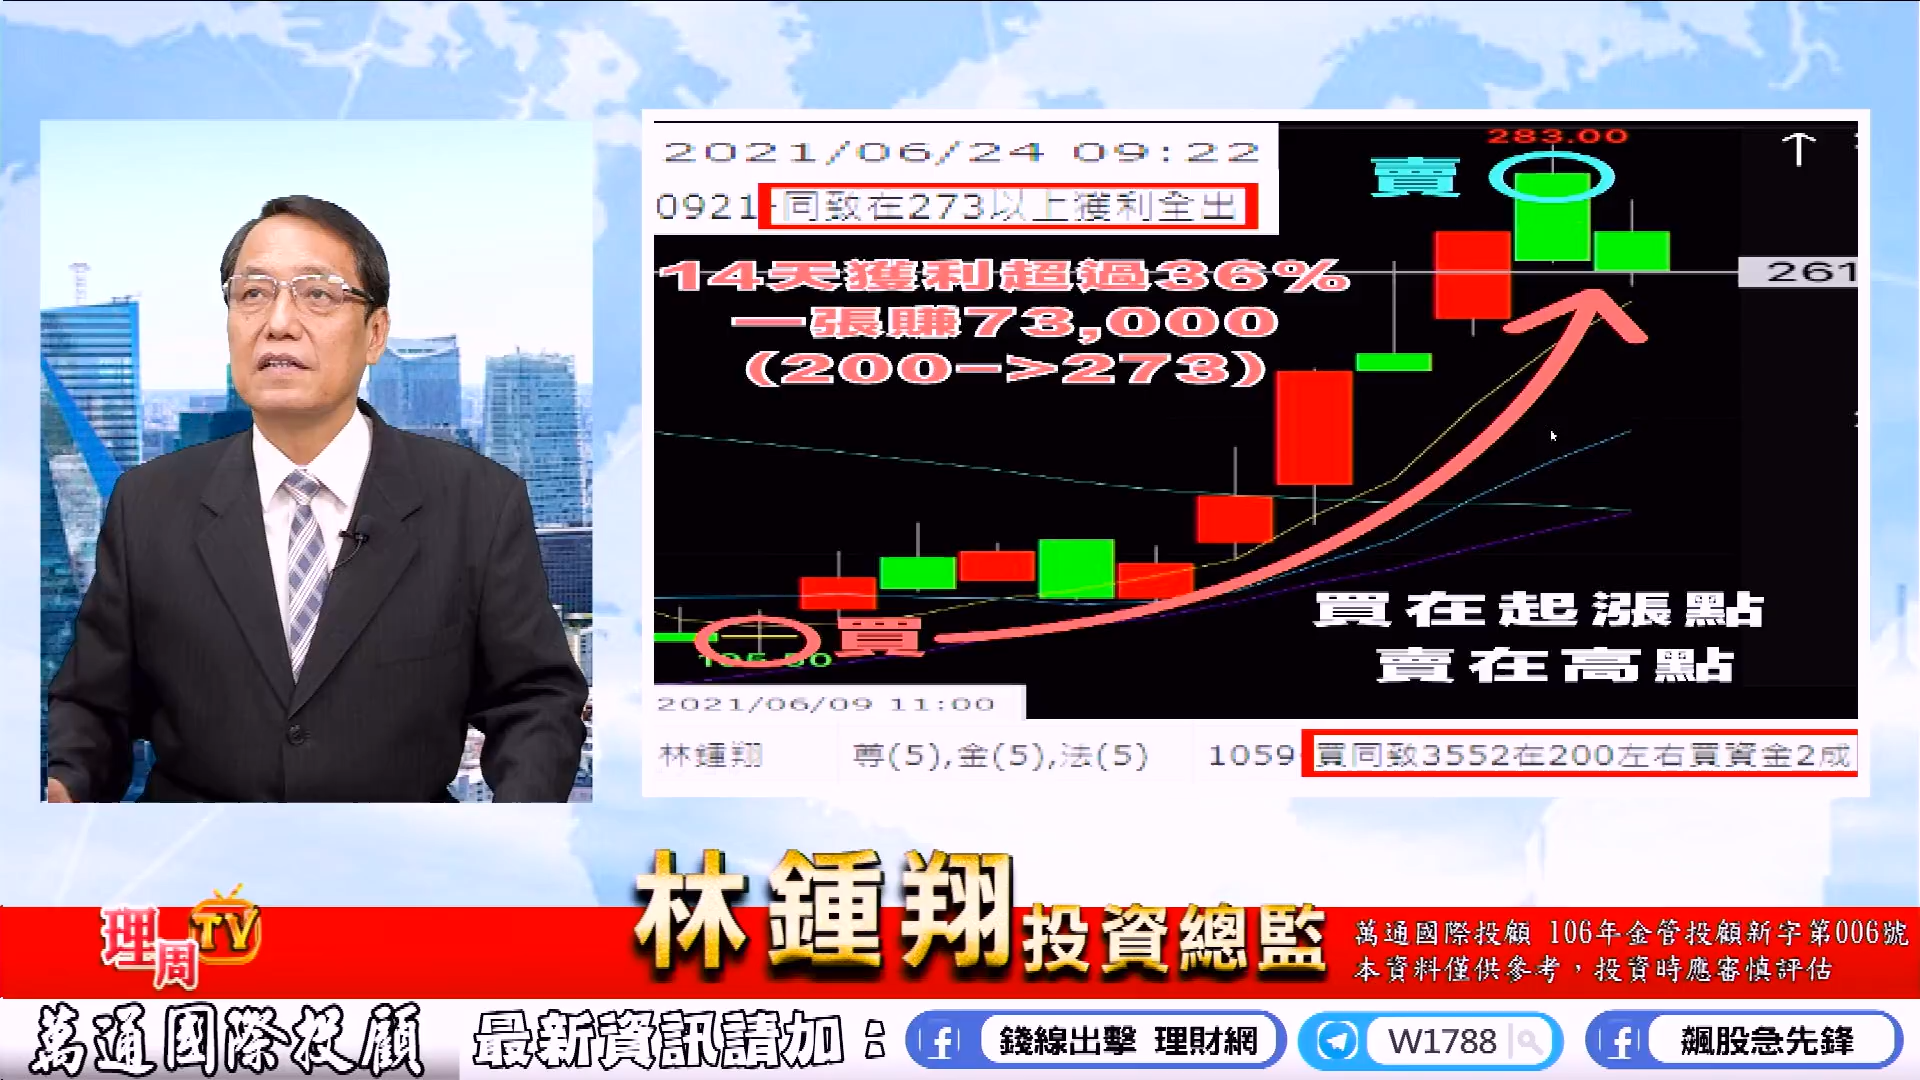 2021/06/24 09:22
0921-同致在273以上獲利全出
283.00
賣
261
14天獲利超過36%
一張賺73,000
(200->273)
買
買在起漲點
賣在高點
2021/06/09 11:00
林鍾翔 尊(5),金(5),法(5) 1059-買同致3552在200左右買資金2成
林鍾翔 投資總監
理周TV
萬通國際投顧 106年金管投顧新字第006號
本資料僅供參考，投資時應審慎評估
萬通國際投顧
最新資訊請加：
錢線出擊 理財網
W1788
飆股急先鋒